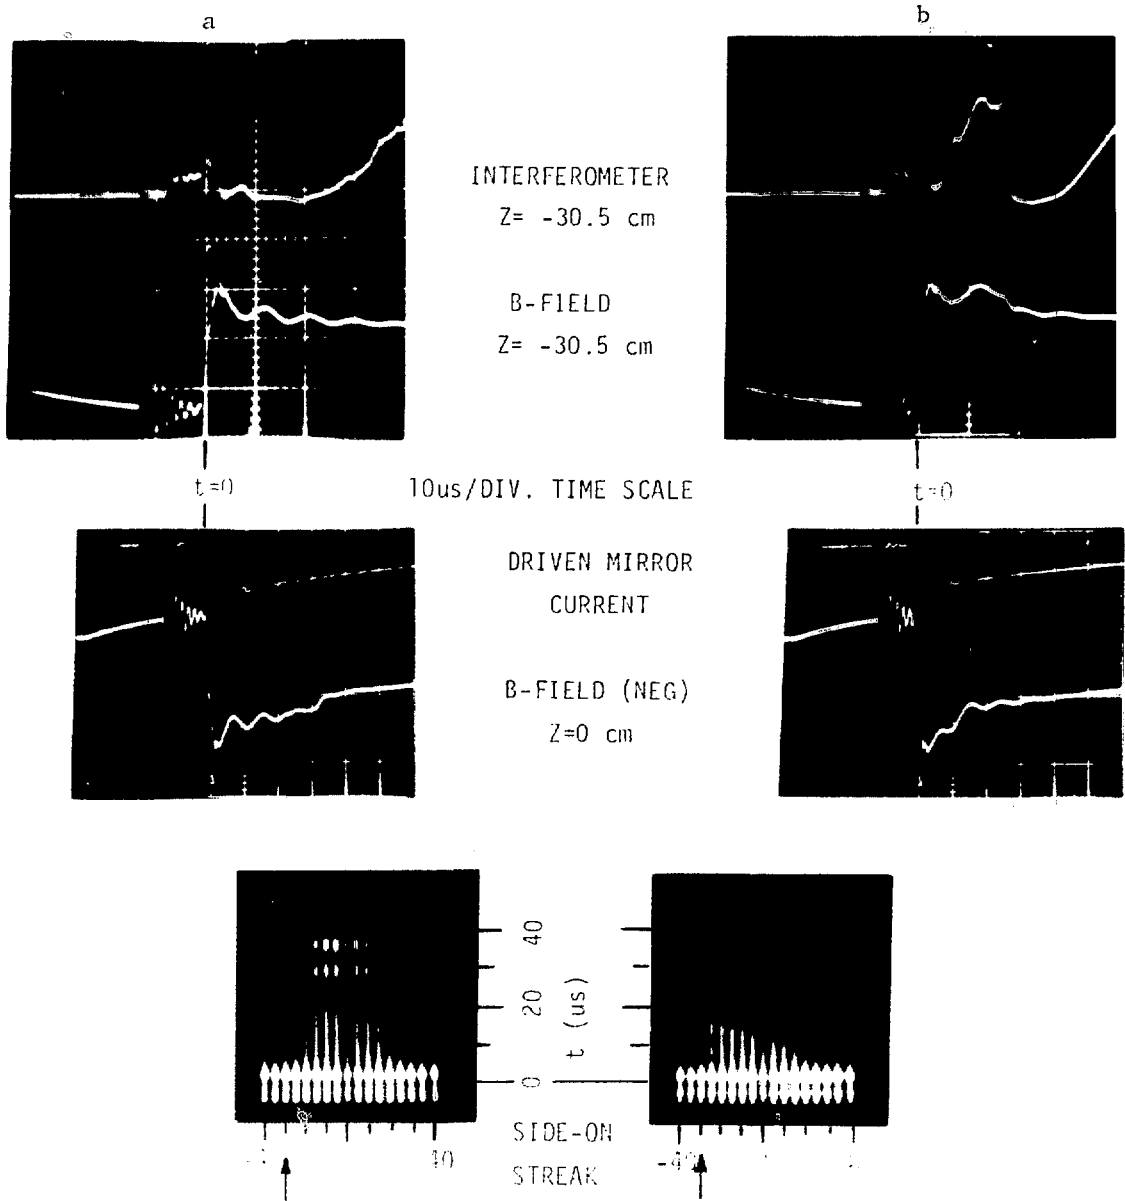 a
b
INTERFEROMETER
Z= -30.5 cm
B-FIELD
Z= -30.5 cm
t=0
10us/DIV. TIME SCALE
t=0
DRIVEN MIRROR
CURRENT
B-FIELD (NEG)
Z=0 cm
40
20
0
t (us)
SIDE-ON
STREAK
40
-40